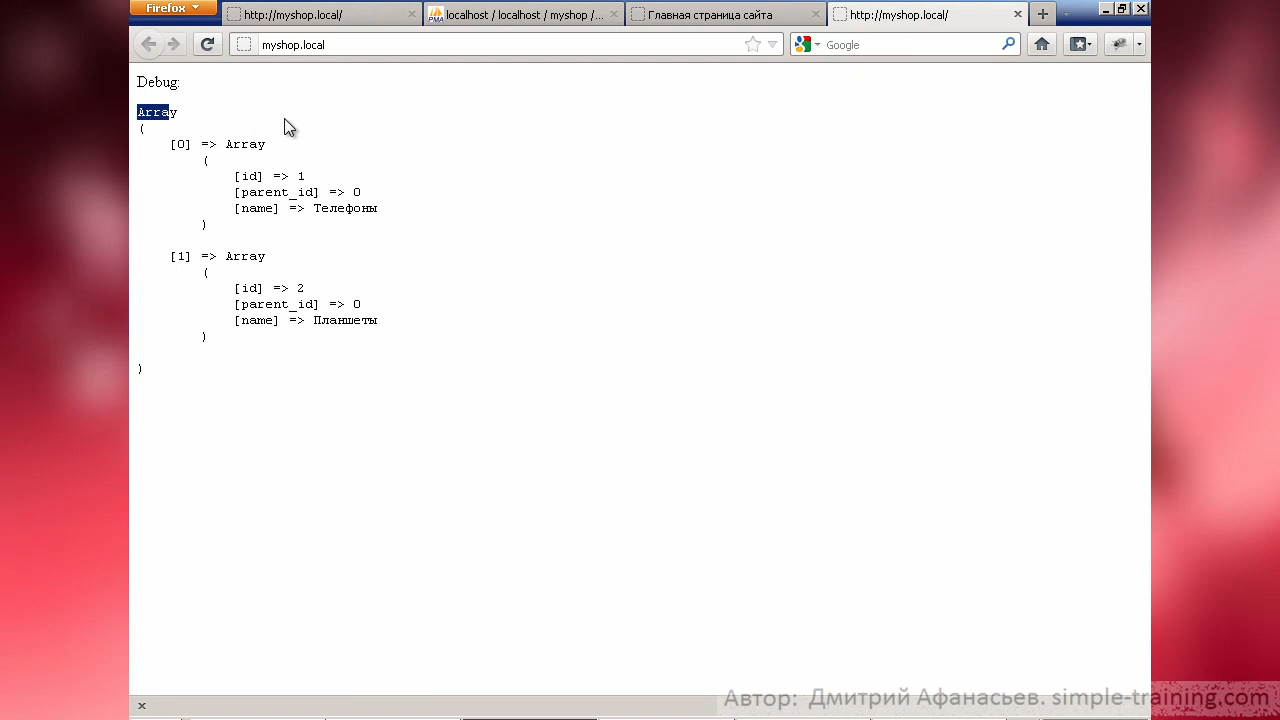 Firefox
http://myshop.local/
localhost / localhost / myshop /...
Главная страница сайта
http://myshop.local/
myshop.local
Google
Debug:
Array
(
[0] => Array
(
[id] => 1
[parent_id] => 0
[name] => Телефоны
)
[1] => Array
(
[id] => 2
[parent_id] => 0
[name] => Планшеты
)
)
Автор: Дмитрий Афанасьев. simple-training.com